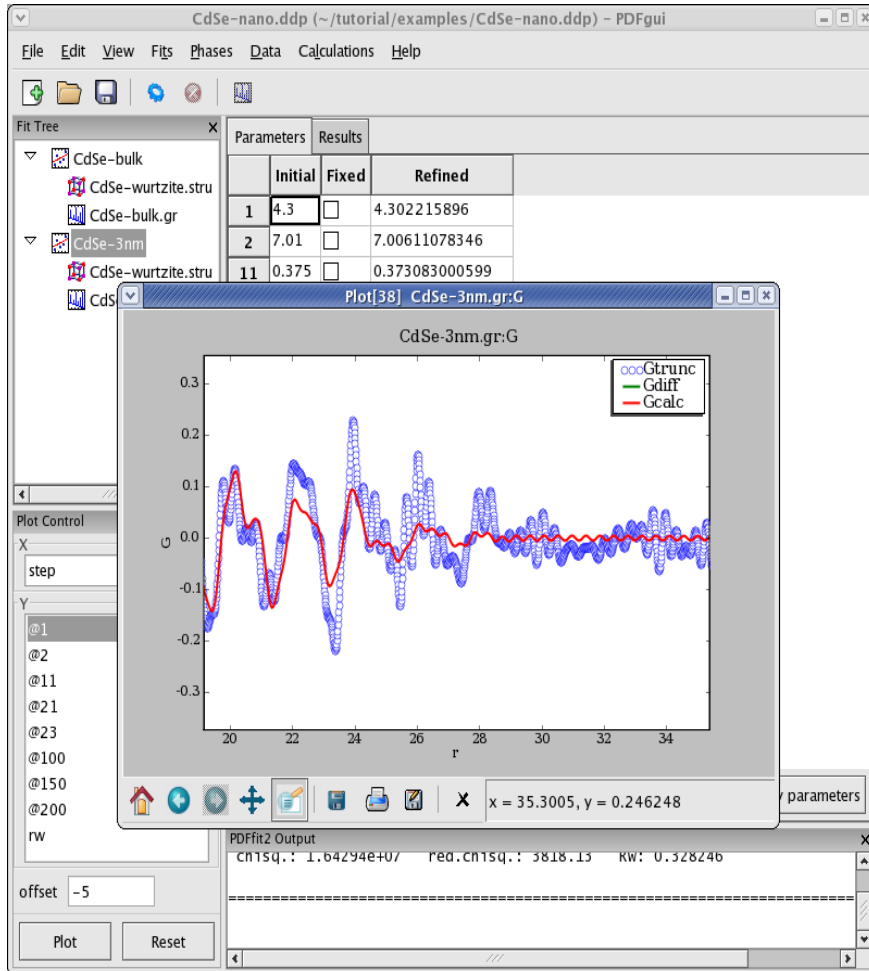 CdSe-nano.ddp (~/tutorial/examples/CdSe-nano.ddp) - PDFgui
File Edit View Fits Phases Data Calculations Help
Fit Tree x
CdSe-bulk
CdSe-wurtzite.stru
CdSe-bulk.gr
CdSe-3nm
CdSe-wurtzite.stru
CdS
Parameters Results
Initial Fixed Refined
1 4.3 4.302215896
2 7.01 7.00611078346
11 0.375 0.373083000599
Plot[38] CdSe-3nm.gr:G
CdSe-3nm.gr:G
Gtrunc
Gdiff
Gcalc
0.3
0.2
0.1
0.0
-0.1
-0.2
-0.3
G
20 22 24 26 28 30 32 34
r
x = 35.3005, y = 0.246248
Plot Control
X
step
Y
@1
@2
@11
@21
@23
@100
@150
@200
rw
offset -5
Plot Reset
parameters
PDFfit2 Output x
chisq.: 1.64294e+07 red.chisq.: 3818.13 Rw: 0.328246